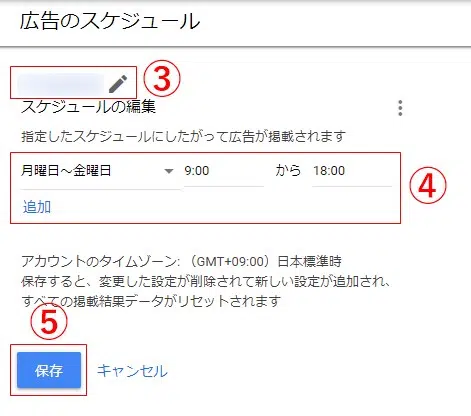 広告のスケジュール
③
スケジュールの編集
指定したスケジュールにしたがって広告が掲載されます
月曜日～金曜日 9:00 から 18:00
④
追加
アカウントのタイムゾーン: （GMT+09:00）日本標準時
保存すると、変更した設定が削除されて新しい設定が追加され、
すべての掲載結果データがリセットされます
⑤
保存 キャンセル